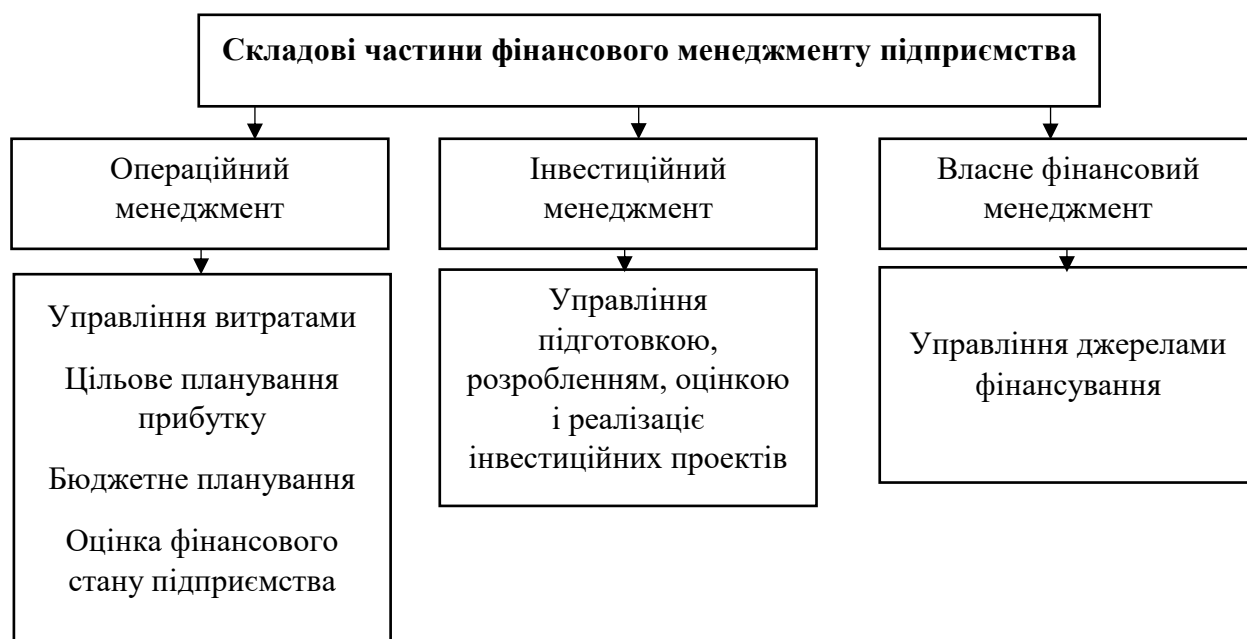 Складові частини фінансового менеджменту підприємства
Операційний
менеджмент
Інвестиційний
менеджмент
Власне фінансовий
менеджмент
Управління витратами
Цільове планування
прибутку
Бюджетне планування
Оцінка фінансового
стану підприємства
Управління
підготовкою,
розробленням, оцінкою
і реалізаціє
інвестиційних проектів
Управління джерелами
фінансування